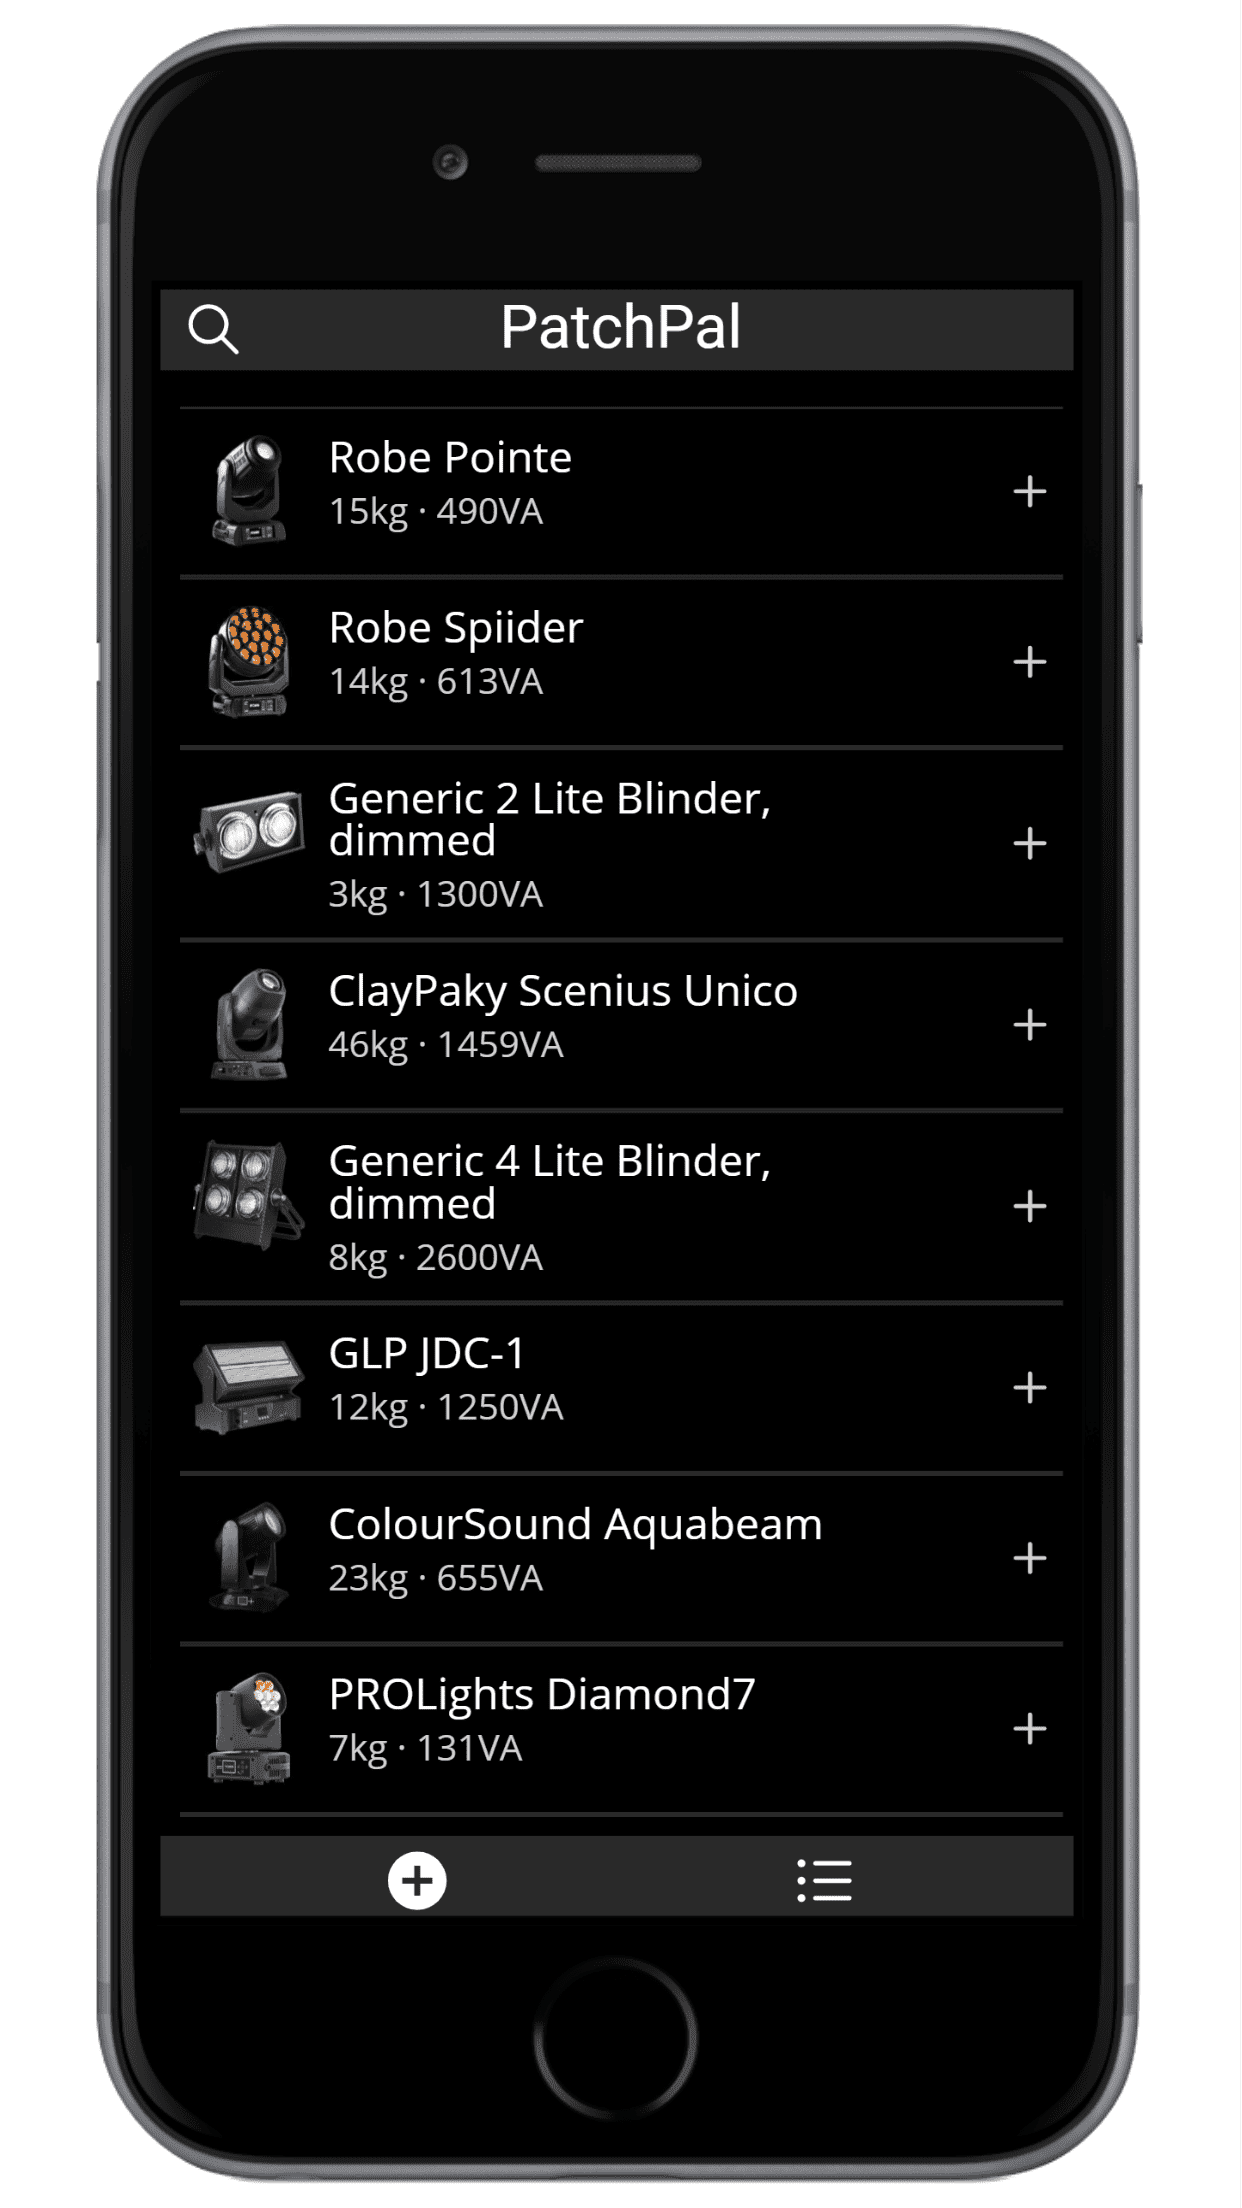 PatchPal
Robe Pointe
15kg · 490VA
Robe Spiider
14kg · 613VA
Generic 2 Lite Blinder,
dimmed
3kg · 1300VA
ClayPaky Scenius Unico
46kg · 1459VA
Generic 4 Lite Blinder,
dimmed
8kg · 2600VA
GLP JDC-1
12kg · 1250VA
ColourSound Aquabeam
23kg · 655VA
PROLights Diamond7
7kg · 131VA